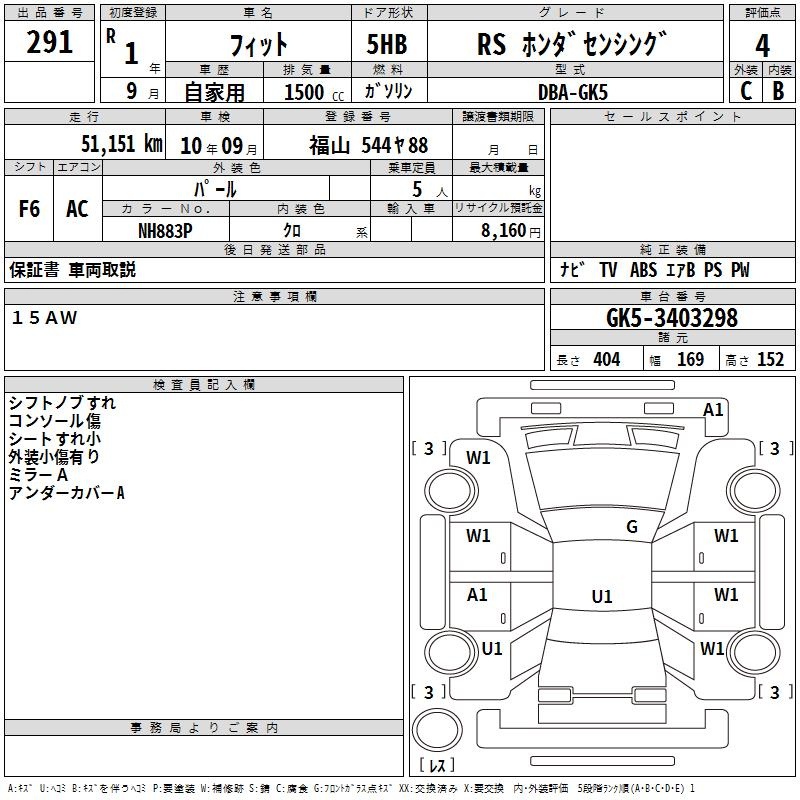 出品番号 初度登録 車名 ドア形状 グレード 評価点
291 R 1 年 フィット 5HB RS ホンダセンシング 4
車歴 排気量 燃料 型式 外装 内装
9 月 自家用 1500 CC ガソリン DBA-GK5 C B
走行 車検 登録番号 譲渡書類期限 セールスポイント
51,151 km 10 年 09 月 福山 544ヤ88 月 日
シフト エアコン 外装色 乗車定員 最大積載量
F6 AC パール 5 人 kg
カラーNo. 内装色 輸入車 リサイクル預託金
NH883P クロ 系 8,160 円
後日発送部品 純正装備
保証書 車両取説 ナビ TV ABS エアB PS PW
注意事項欄 車台番号
15AW GK5-3403298
諸元
長さ 404 幅 169 高さ 152
検査員記入欄
シフトノブすれ
コンソール傷
シートすれ小
外装小傷有り
ミラーA
アンダーカバーA
A1
[ 3 ] [ 3 ]
W1
G
W1 W1
A1 U1 W1
U1 W1
[ 3 ] [ 3 ]
[ レス ]
事務局よりご案内
A:キズ U:ヘコミ B:キズを伴うヘコミ P:要塗装 W:補修跡 S:錆 C:腐食 G:フロントガラス点キズ XX:交換済み X:要交換 内・外装評価 5段階ランク順(A・B・C・D・E) 1